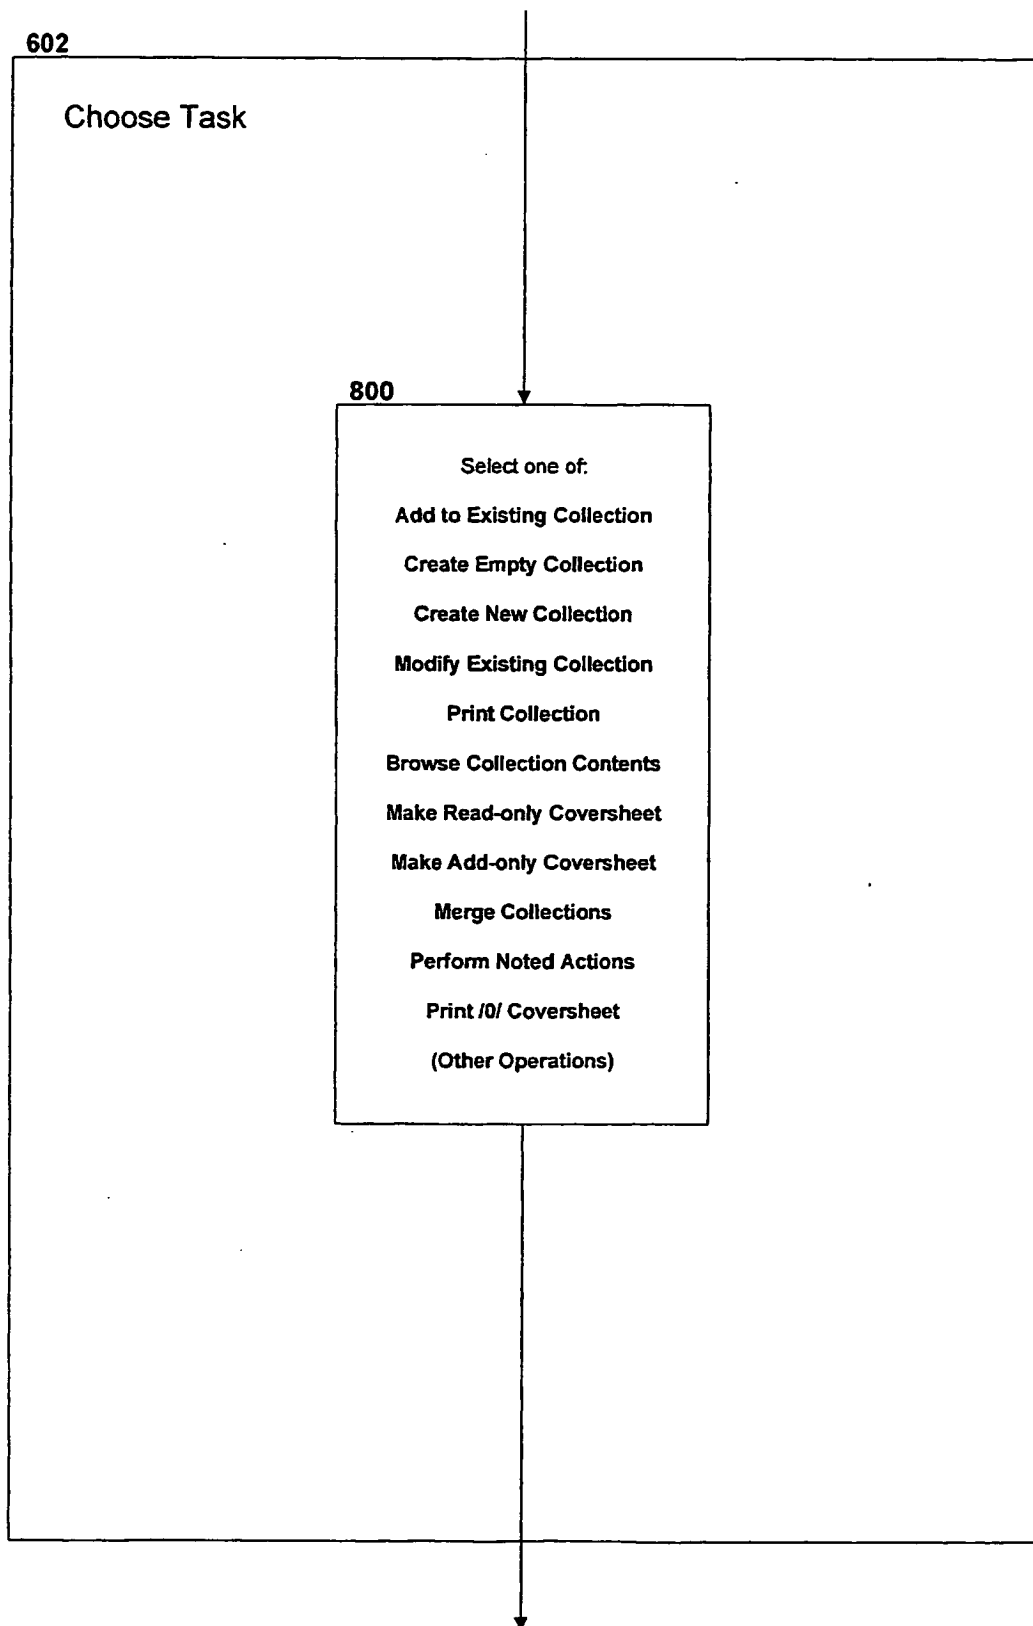 602
Choose Task
800
Select one of:
Add to Existing Collection
Create Empty Collection
Create New Collection
Modify Existing Collection
Print Collection
Browse Collection Contents
Make Read-only Coversheet
Make Add-only Coversheet
Merge Collections
Perform Noted Actions
Print /0/ Coversheet
(Other Operations)